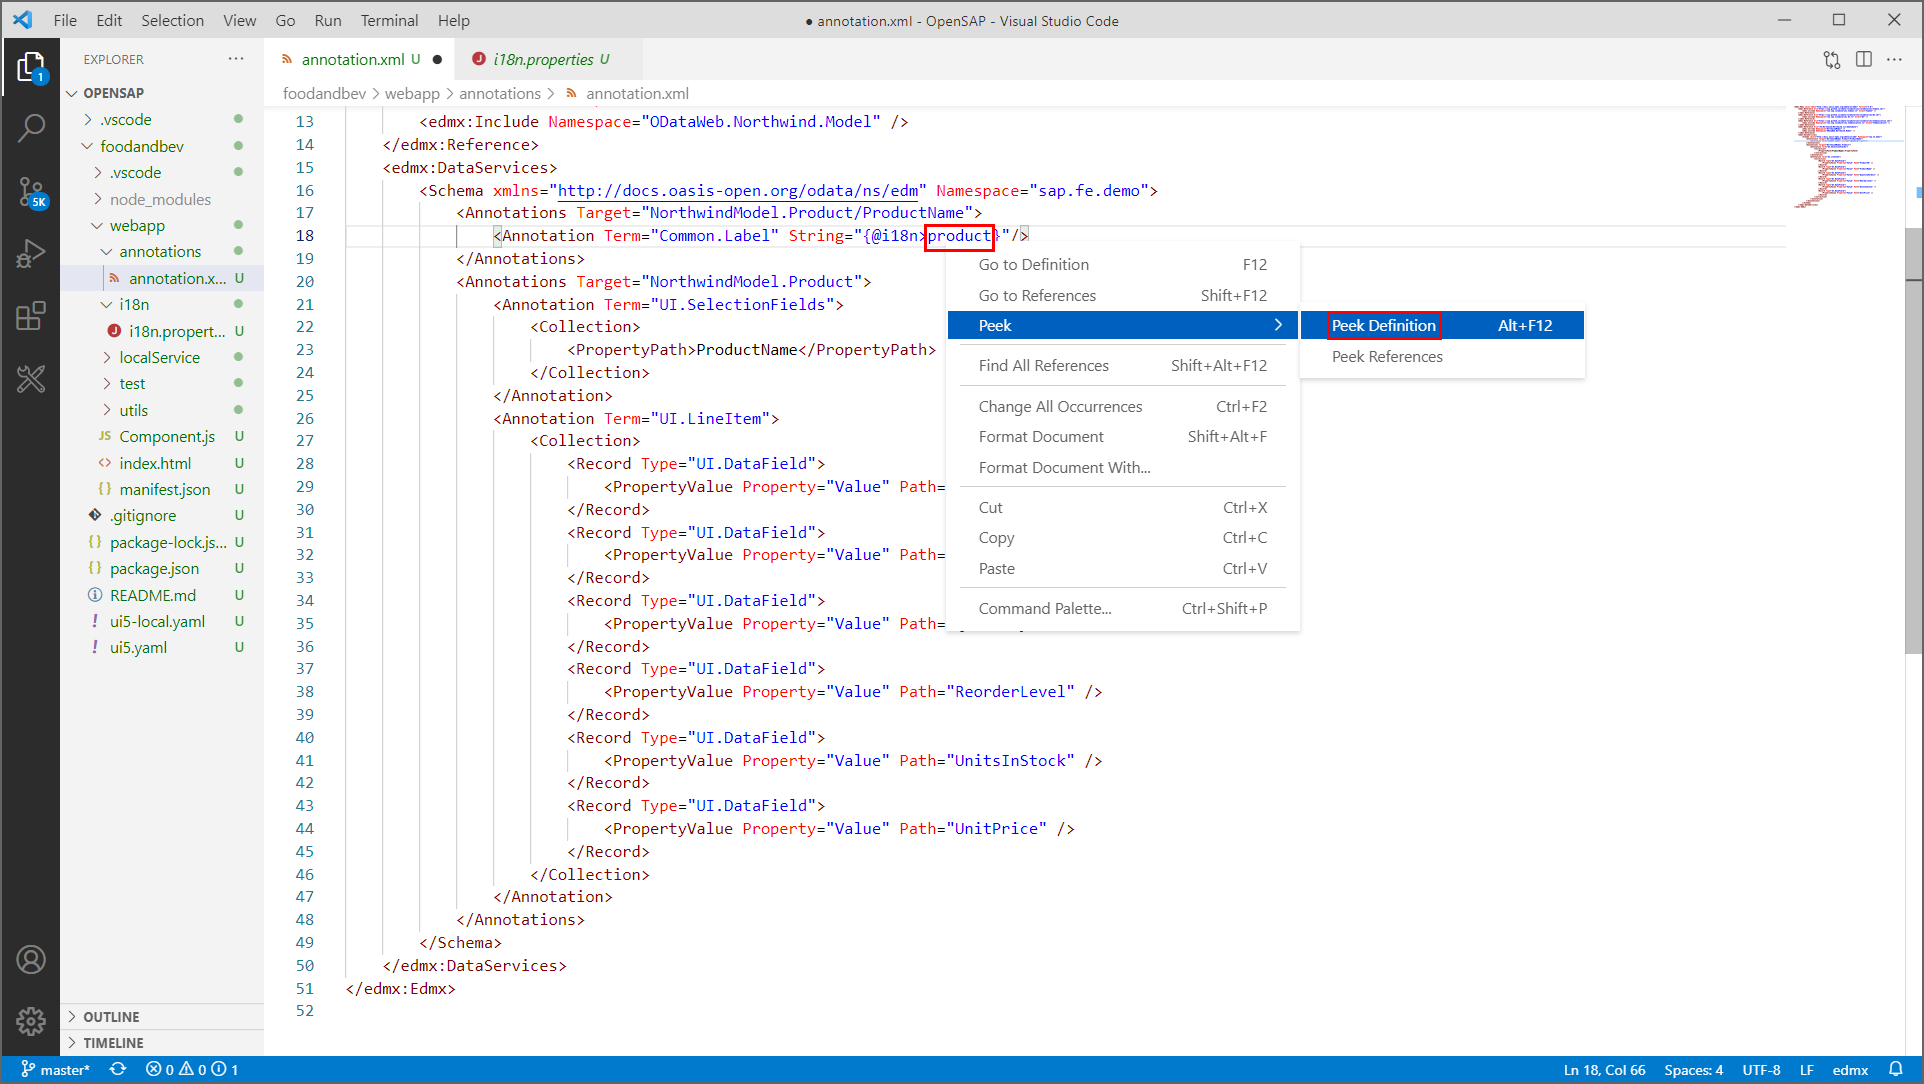 File Edit Selection View Go Run Terminal Help
● annotation.xml - OpenSAP - Visual Studio Code
1
5K
EXPLORER ···
OPENSAP
.vscode
foodandbev
.vscode
node_modules
webapp
annotations
annotation.x... U
i18n
J i18n.propert... U
localService
test
utils
JS Component.js U
<> index.html U
{} manifest.json U
.gitignore U
{} package-lock.js... U
{} package.json U
README.md U
! ui5-local.yaml U
! ui5.yaml U
OUTLINE
TIMELINE
annotation.xml U ●
J i18n.properties U
foodandbev > webapp > annotations > annotation.xml
13 <edmx:Include Namespace="ODataWeb.Northwind.Model" />
14 </edmx:Reference>
15 <edmx:DataServices>
16 <Schema xmlns="http://docs.oasis-open.org/odata/ns/edm" Namespace="sap.fe.demo">
17 <Annotations Target="NorthwindModel.Product/ProductName">
18 <Annotation Term="Common.Label" String="{@i18n>product}"/>
19 </Annotations>
20 <Annotations Target="NorthwindModel.Product">
21 <Annotation Term="UI.SelectionFields">
22 <Collection>
23 <PropertyPath>ProductName</PropertyPath>
24 </Collection>
25 </Annotation>
26 <Annotation Term="UI.LineItem">
27 <Collection>
28 <Record Type="UI.DataField">
29 <PropertyValue Property="Value" Path=
30 </Record>
31 <Record Type="UI.DataField">
32 <PropertyValue Property="Value" Path=
33 </Record>
34 <Record Type="UI.DataField">
35 <PropertyValue Property="Value" Path=
36 </Record>
37 <Record Type="UI.DataField">
38 <PropertyValue Property="Value" Path="ReorderLevel" />
39 </Record>
40 <Record Type="UI.DataField">
41 <PropertyValue Property="Value" Path="UnitsInStock" />
42 </Record>
43 <Record Type="UI.DataField">
44 <PropertyValue Property="Value" Path="UnitPrice" />
45 </Record>
46 </Collection>
47 </Annotation>
48 </Annotations>
49 </Schema>
50 </edmx:DataServices>
51 </edmx:Edmx>
52
Go to Definition F12
Go to References Shift+F12
Peek
Find All References Shift+Alt+F12
Change All Occurrences Ctrl+F2
Format Document Shift+Alt+F
Format Document With...
Cut Ctrl+X
Copy Ctrl+C
Paste Ctrl+V
Command Palette... Ctrl+Shift+P
Peek Definition Alt+F12
Peek References
master* 0 0 1
Ln 18, Col 66 Spaces: 4 UTF-8 LF edmx